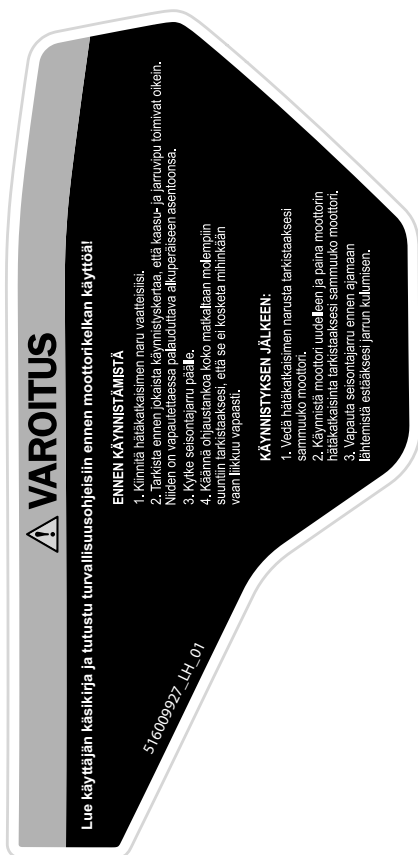 VAROITUS
Lue käyttäjän käsikirja ja tutustu turvallisuusohjeisiin ennen moottorikelkan käyttöä!
ENNEN KÄYNNISTÄMISTÄ
1. Kiinnitä hätäkatkaisimen naru vaatteisiisi.
2. Tarkista ennen jokaista käynnistyskertaa, että kaasu- ja jarruvipu toimivat oikein.
Niiden on vapautettaessa palauduttava alkuperäiseen asentoonsa.
3. Kytke seisontajarru päälle.
4. Käännä ohjaustankoa koko matkaltaan molempiin
suuntiin tarkistaaksesi, että se ei kosketa mihinkään
vaan liikkuu vapaasti.
KÄYNNISTYKSEN JÄLKEEN:
1. Vedä hätäkatkaisimen narusta tarkistaaksesi
sammuuko moottori.
2. Käynnistä moottori uudelleen ja paina moottorin
hätäkatkaisinta tarkistaaksesi sammuuko moottori.
3. Vapauta seisontajarru ennen ajamaan
lähtemistä estääksesi jarrun kulumisen.
516009927_LH_01